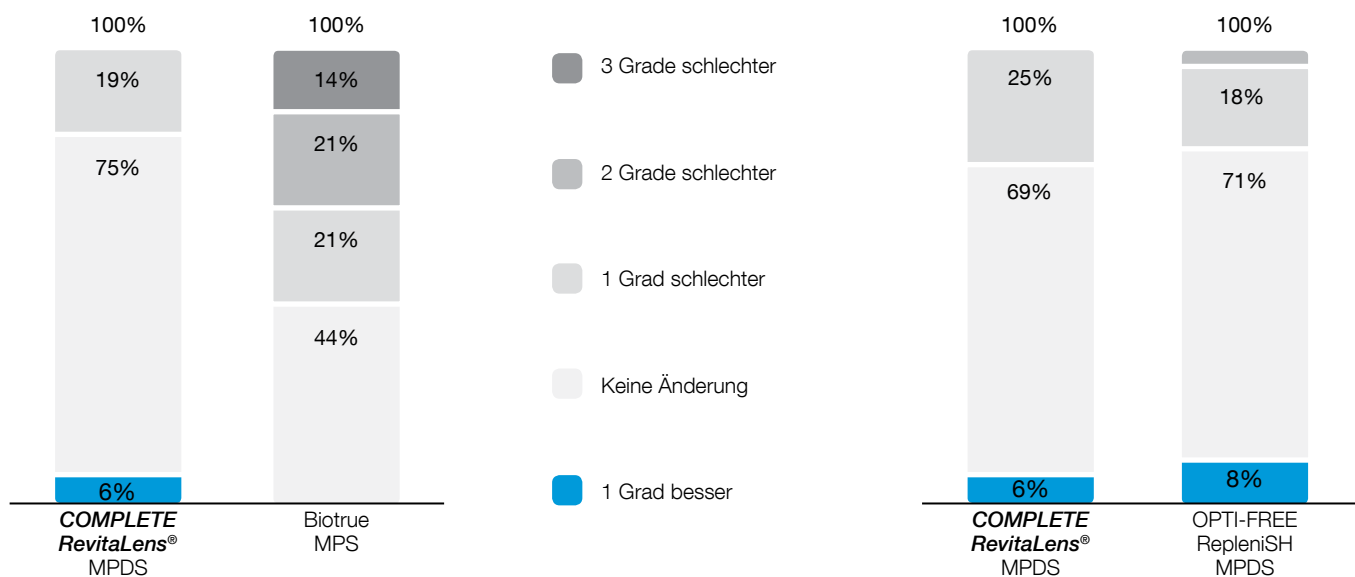 100%
19%
75%
6%
COMPLETE
RevitaLens®
MPDS
100%
14%
21%
21%
44%
Biotrue
MPS
3 Grade schlechter
2 Grade schlechter
1 Grad schlechter
Keine Änderung
1 Grad besser
100%
25%
69%
6%
COMPLETE
RevitaLens®
MPDS
100%
18%
71%
8%
OPTI-FREE
RepleniSH
MPDS